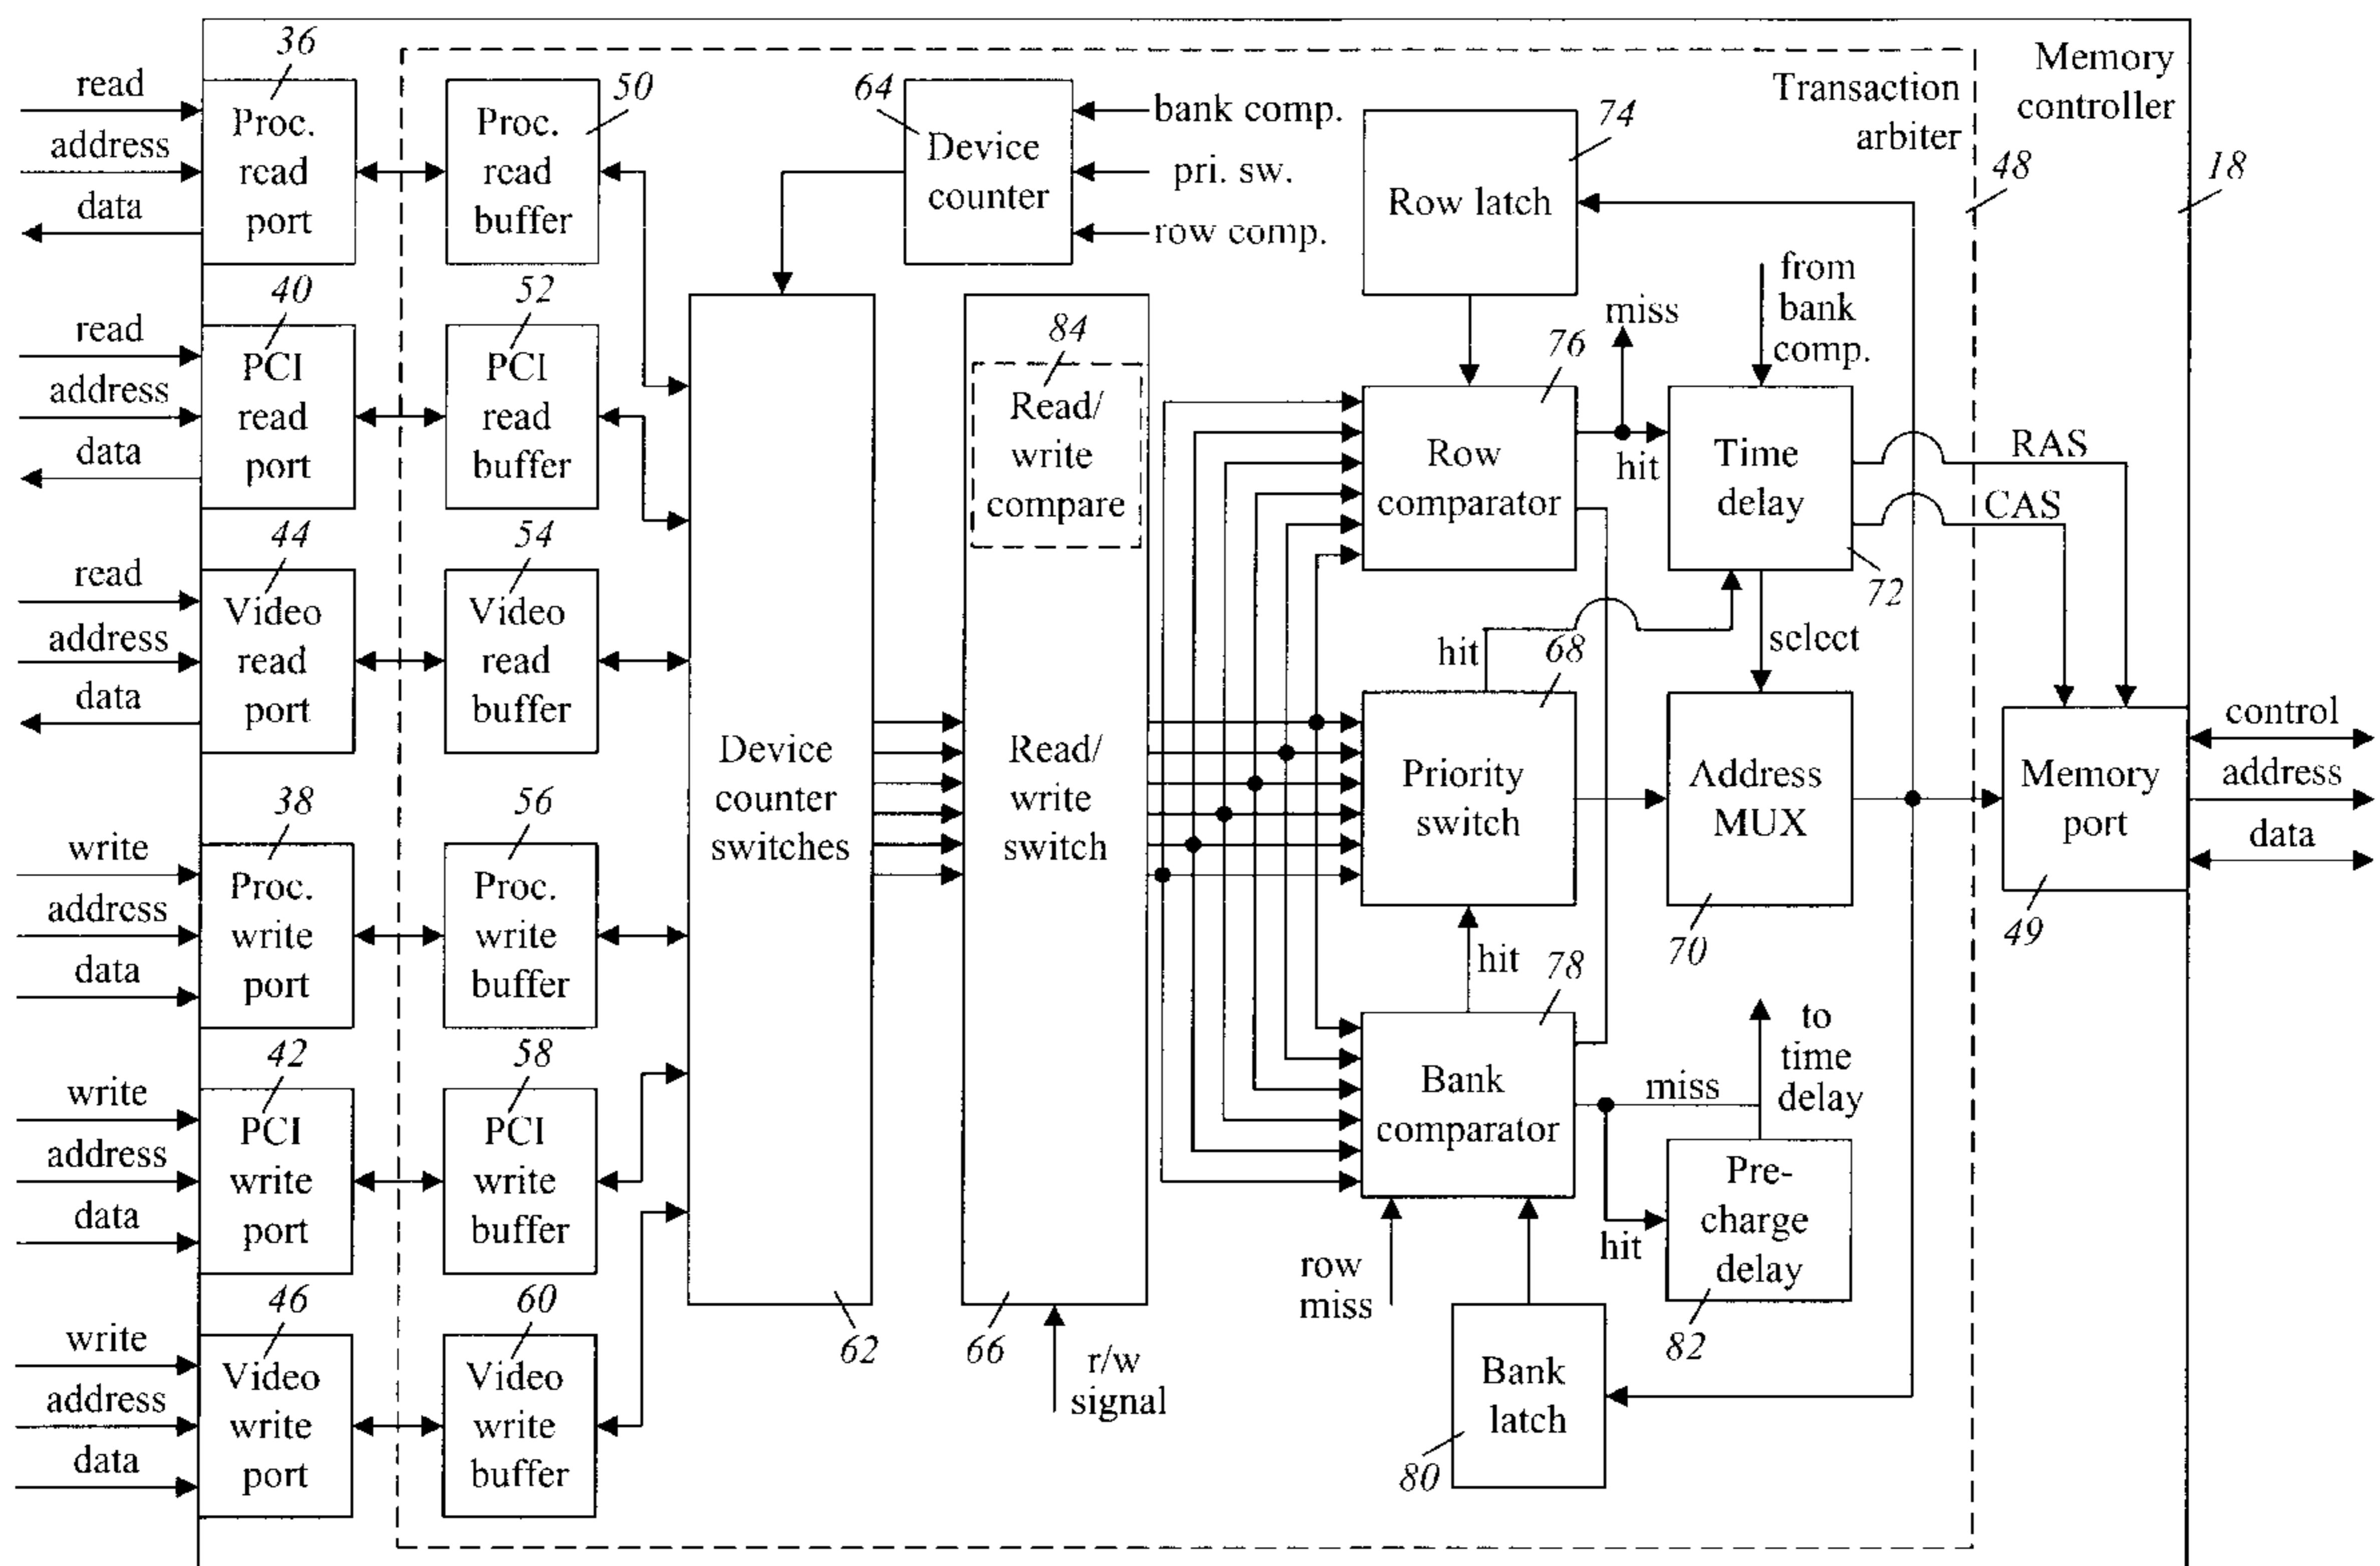 Memory
controller
18
Transaction
arbiter
48
read
address
data
36
Proc.
read
port
50
Proc.
read
buffer
read
address
data
40
PCI
read
port
52
PCI
read
buffer
read
address
data
44
Video
read
port
54
Video
read
buffer
write
address
data
38
Proc.
write
port
56
Proc.
write
buffer
write
address
data
42
PCI
write
port
58
PCI
write
buffer
write
address
data
46
Video
write
port
60
Video
write
buffer
64
Device
counter
bank comp.
pri. sw.
row comp.
Device
counter
switches
62
84
Read/
write
compare
Read/
write
switch
66
r/w
signal
74
Row latch
76
Row
comparator
miss
hit
from
bank
comp.
Time
delay
72
RAS
CAS
hit
68
select
Priority
switch
Address
MUX
70
Memory
port
49
control
address
data
hit
78
Bank
comparator
miss
to
time
delay
hit
Pre-
charge
delay
82
row
miss
Bank
latch
80